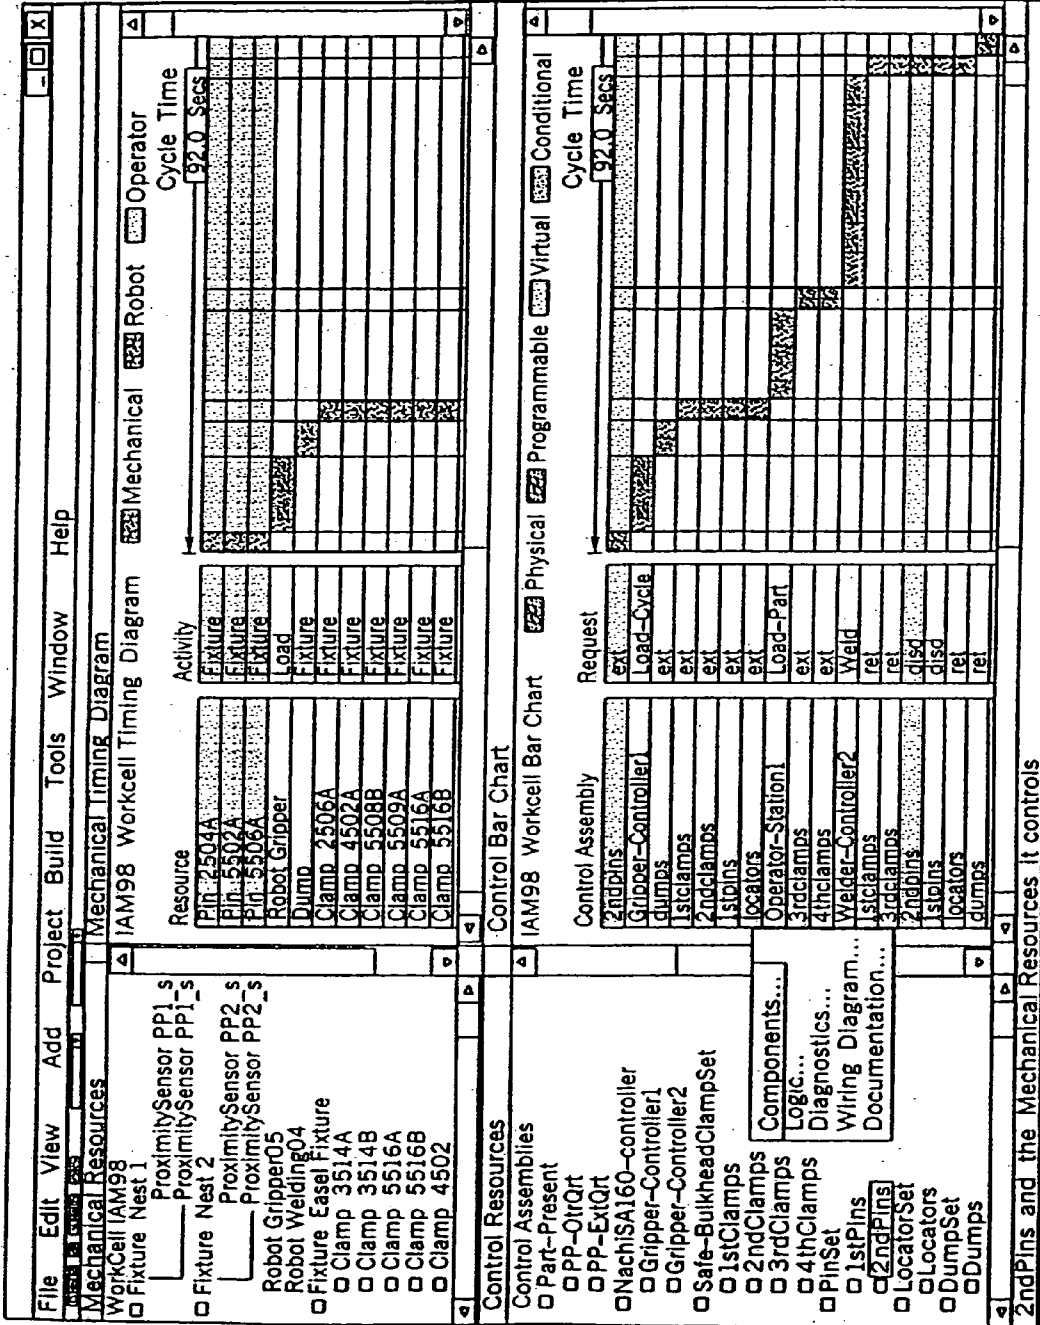 File Edit View Add Project Build Tools Window Help
Mechanical Resources
WorkCell IAM98
Fixture Nest 1
ProximitySensor PP1_s
ProximitySensor PP1_s
Fixture Nest 2
ProximitySensor PP2_s
ProximitySensor PP2_s
Robot Gripper05
Robot Welding04
Fixture Easel Fixture
Clamp 3514A
Clamp 3514B
Clamp 5516A
Clamp 5516B
Clamp 4502
Mechanical Timing Diagram
IAM98 Workcell Timing Diagram
Mechanical Robot Operator
Cycle Time
92.0 Secs
Resource Activity
Pin 2504A Fixture
Pin 5502A Fixture
Pin 5506A Fixture
Robot Gripper Load
Dump Fixture
Clamp 2506A Fixture
Clamp 4502A Fixture
Clamp 5508B Fixture
Clamp 5509A Fixture
Clamp 5516A Fixture
Clamp 5516B Fixture
Control Resources
Control Assemblies
Part-Present
PP-OtrQrt
PP-ExtQrt
NachiSA160-controller
Gripper-Controller1
Gripper-Controller2
Safe-BulkheadClampSet
1stClamps
2ndClamps
3rdClamps
4thClamps
PinSet
1stPins
2ndPins
LocatorSet
Locators
DumpSet
Dumps
Components...
Logic...
Diagnostics...
Wiring Diagram...
Documentation...
Control Bar Chart
IAM98 Workcell Bar Chart
Physical Programmable Virtual Conditional
Cycle Time
92.0 Secs
Control Assembly Request
2ndpins ext
Gripper-Controller1 Load-Cycle
dumps ext
1stclamps ext
2ndclamps ext
1stpins ext
locators ext
Operator-Station1 Load-Part
3rdclamps ext
4thclamps ext
Welder-Controller2 Weld
1stclamps ret
3rdclamps ret
2ndpins disd
1stpins disd
locators ret
dumps ret
2ndPins and the Mechanical Resources it controls